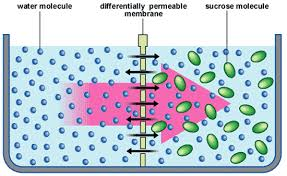 water molecule
differentially permeable
membrane
sucrose molecule